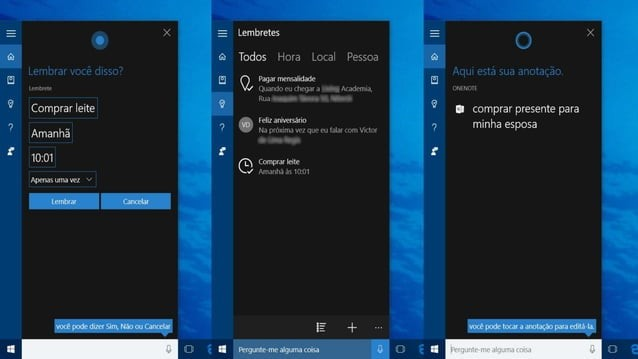 Lembrar você disso?
Lembrete
Comprar leite
Amanhã
10:01
Apenas uma vez
Lembrar
Cancelar
você pode dizer Sim, Não ou Cancelar
Lembretes
Todos Hora Local Pessoa
Pagar mensalidade
Quando eu chegar a Academia,
Rua
VD
Feliz aniversário
Na próxima vez que eu falar com Victor
Comprar leite
Amanhã às 10:01
Pergunte-me alguma coisa
Aqui está sua anotação.
ONENOTE
comprar presente para
minha esposa
você pode tocar a anotação para editá-la.
Pergunte-me alguma coisa